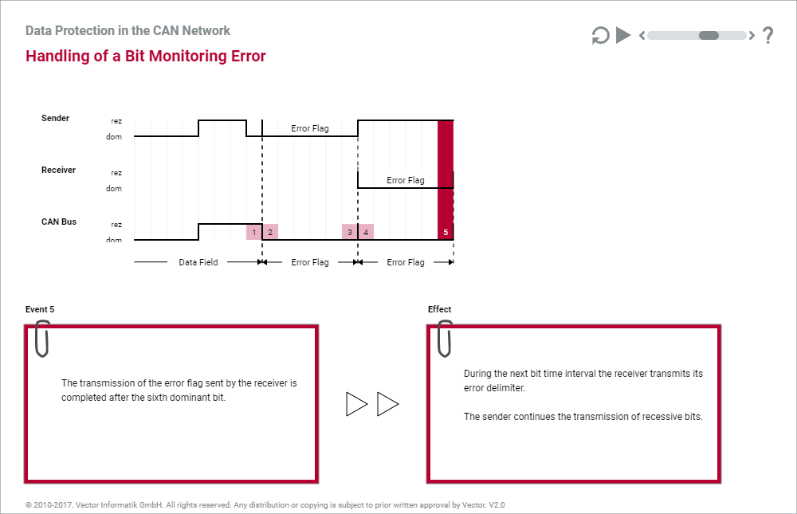 Data Protection in the CAN Network
?
Handling of a Bit Monitoring Error
Sender
rez
dom
Error Flag
Receiver
rez
dom
Error Flag
CAN Bus
rez
dom
1 2 3 4 5
Data Field Error Flag Error Flag
Event 5
The transmission of the error flag sent by the receiver is
completed after the sixth dominant bit.
Effect
During the next bit time interval the receiver transmits its
error delimiter.
The sender continues the transmission of recessive bits.
© 2010-2017. Vector Informatik GmbH. All rights reserved. Any distribution or copying is subject to prior written approval by Vector. V2.0